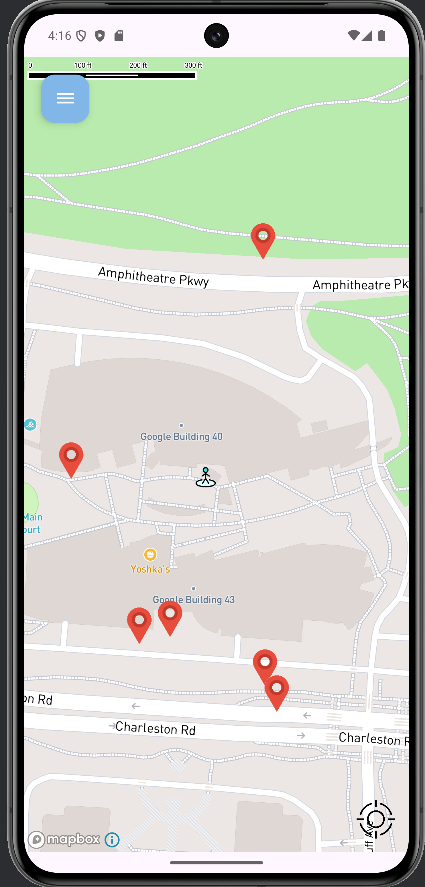 4:16
0 100 ft 200 ft 300 ft
Amphitheatre Pkwy
Amphitheatre Pk
Google Building 40
Main
ourt
Yoshka's
Google Building 43
on Rd
Charleston Rd
Charleston R
mapbox